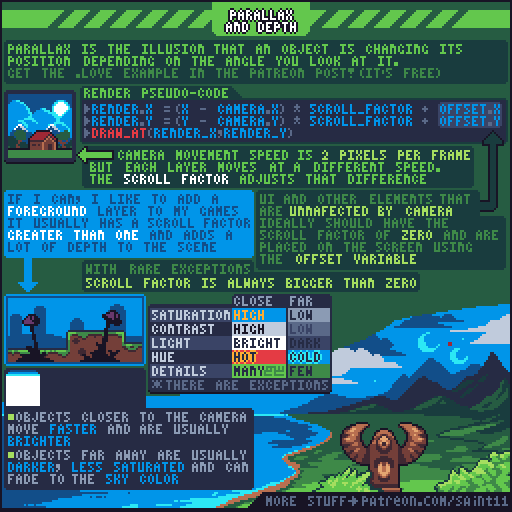 PARALLAX
AND DEPTH
PARALLAX IS THE ILLUSION THAT AN OBJECT IS CHANGING ITS
POSITION DEPENDING ON THE ANGLE YOU LOOK AT IT.
GET THE .LOVE EXAMPLE IN THE PATREON POST! (IT'S FREE)
RENDER PSEUDO-CODE
RENDER.X =(X - CAMERA.X) * SCROLL_FACTOR + OFFSET.X
RENDER.Y =(Y - CAMERA.Y) * SCROLL_FACTOR + OFFSET.Y
DRAW_AT(RENDER_X,RENDER_Y)
CAMERA MOVEMENT SPEED IS 2 PIXELS PER FRAME
BUT EACH LAYER MOVES AT A DIFFERENT SPEED.
THE SCROLL FACTOR ADJUSTS THAT DIFFERENCE
IF I CAN, I LIKE TO ADD A
FOREGROUND LAYER TO MY GAMES
IT USUALLY HAS A SCROLL FACTOR
GREATER THAN ONE AND ADDS A
LOT OF DEPTH TO THE SCENE
UI AND OTHER ELEMENTS THAT
ARE UNNAFECTED BY CAMERA
IDEALLY SHOULD HAVE THE
SCROLL FACTOR OF ZERO AND ARE
PLACED ON THE SCREEN USING
THE OFFSET VARIABLE
WITH RARE EXCEPTIONS
SCROLL FACTOR IS ALWAYS BIGGER THAN ZERO
CLOSE FAR
SATURATION HIGH LOW
CONTRAST HIGH LOW
LIGHT BRIGHT DARK
HUE HOT COLD
DETAILS MANY FEW
*THERE ARE EXCEPTIONS
OBJECTS CLOSER TO THE CAMERA
MOVE FASTER AND ARE USUALLY
BRIGHTER
OBJECTS FAR AWAY ARE USUALLY
DARKER, LESS SATURATED AND CAN
FADE TO THE SKY COLOR
MORE STUFF→PATREON.COM/SAINT11